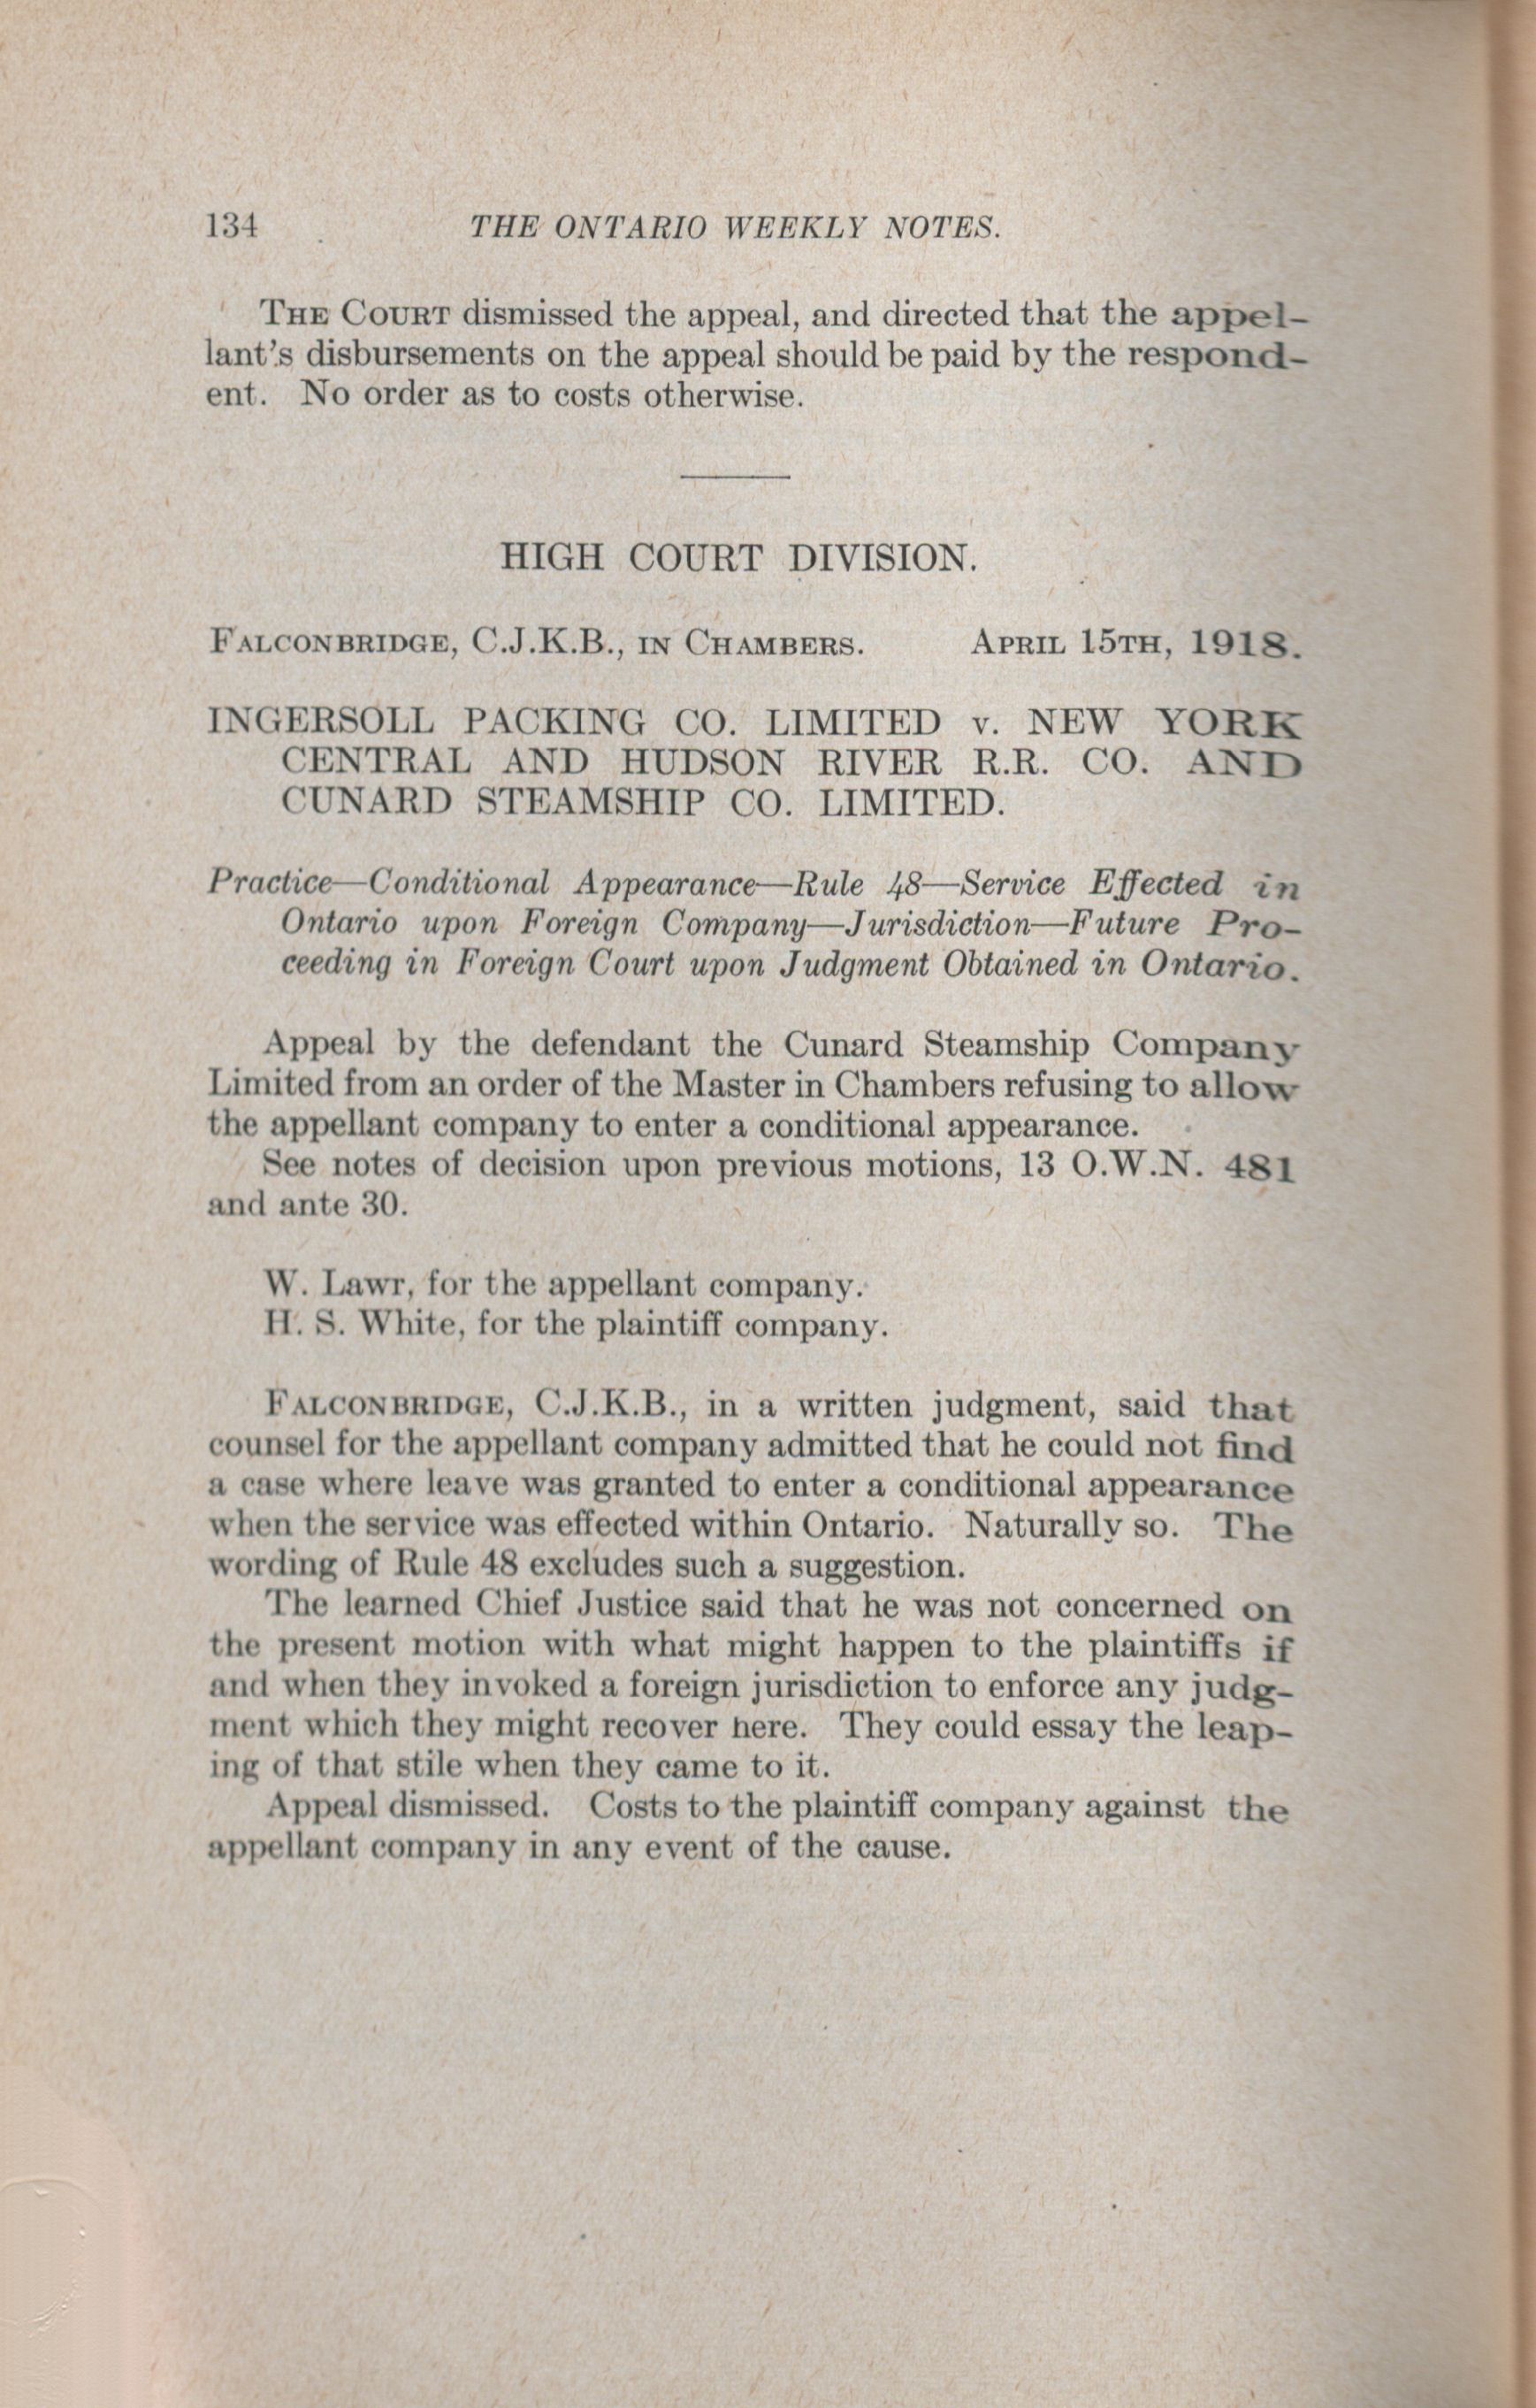 134 THE ONTARIO WEEKLY NOTES.
THE COURT dismissed the appeal, and directed that the appel-
lant's disbursements on the appeal should be paid by the respond-
ent. No order as to costs otherwise.
HIGH COURT DIVISION.
FALCONBRIDGE, C.J.K.B., IN CHAMBERS. APRIL 15TH, 1918.
INGERSOLL PACKING CO. LIMITED v. NEW YORK
CENTRAL AND HUDSON RIVER R.R. CO. AND
CUNARD STEAMSHIP CO. LIMITED.
Practice—Conditional Appearance—Rule 48—Service Effected in
Ontario upon Foreign Company—Jurisdiction—Future Pro-
ceeding in Foreign Court upon Judgment Obtained in Ontario.
Appeal by the defendant the Cunard Steamship Company
Limited from an order of the Master in Chambers refusing to allow
the appellant company to enter a conditional appearance.
See notes of decision upon previous motions, 13 O.W.N. 481
and ante 30.
W. Lawr, for the appellant company.
H. S. White, for the plaintiff company.
FALCONBRIDGE, C.J.K.B., in a written judgment, said that
counsel for the appellant company admitted that he could not find
a case where leave was granted to enter a conditional appearance
when the service was effected within Ontario. Naturally so. The
wording of Rule 48 excludes such a suggestion.
The learned Chief Justice said that he was not concerned on
the present motion with what might happen to the plaintiffs if
and when they invoked a foreign jurisdiction to enforce any judg-
ment which they might recover here. They could essay the leap-
ing of that stile when they came to it.
Appeal dismissed. Costs to the plaintiff company against the
appellant company in any event of the cause.